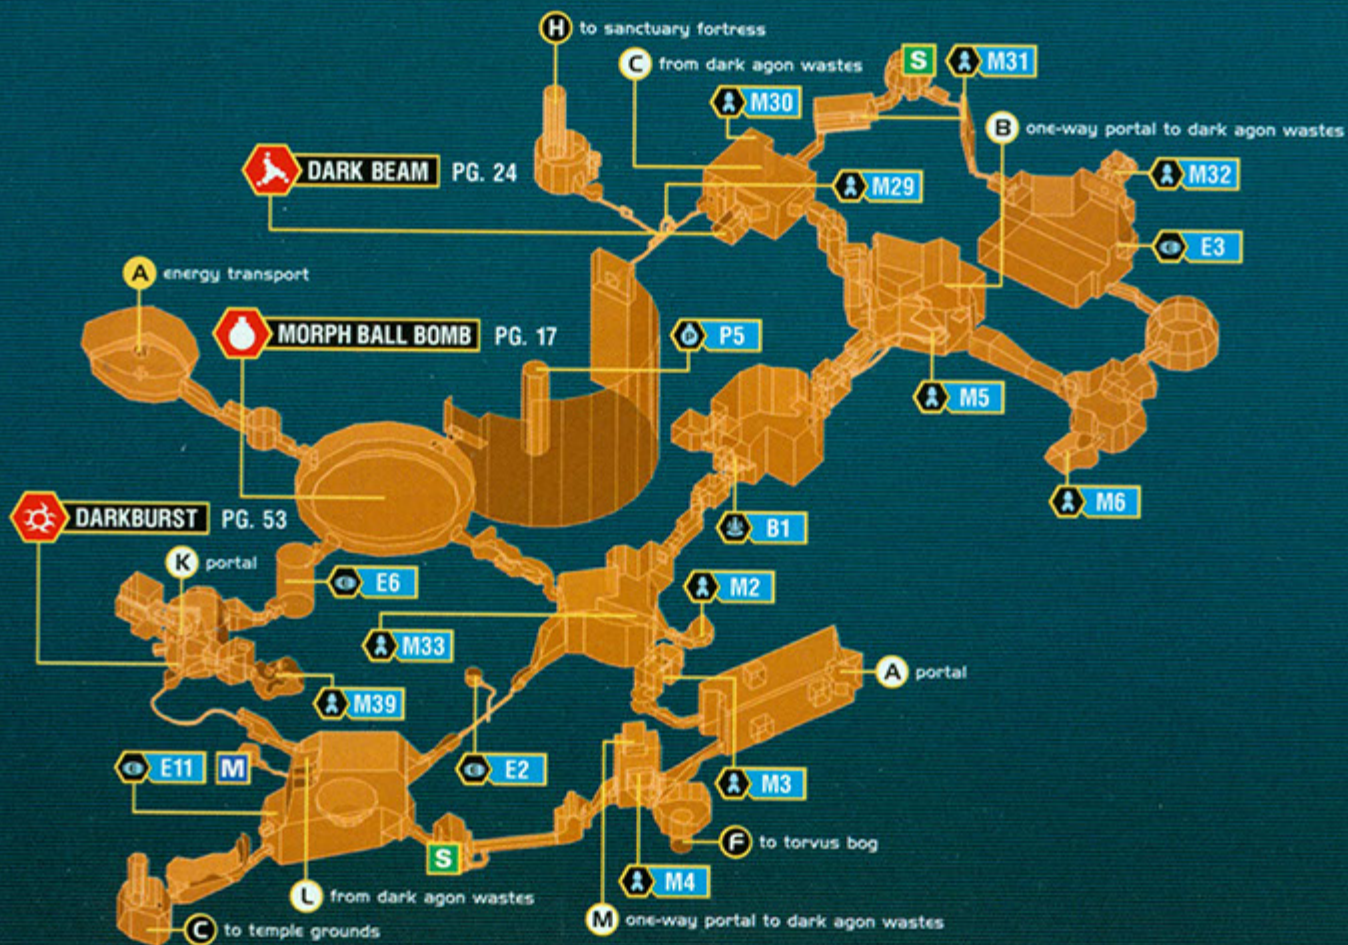 H to sanctuary fortress
C from dark agon wastes
S
M31
M30
B one-way portal to dark agon wastes
DARK BEAM PG. 24
M29
M32
E3
A energy transport
MORPH BALL BOMB PG. 17
P P5
M5
M6
DARKBURST PG. 53
B1
K portal
E6
M2
M33
A portal
M39
E11 M
E2
M3
S
F to torvus bog
M4
L from dark agon wastes
M one-way portal to dark agon wastes
C to temple grounds